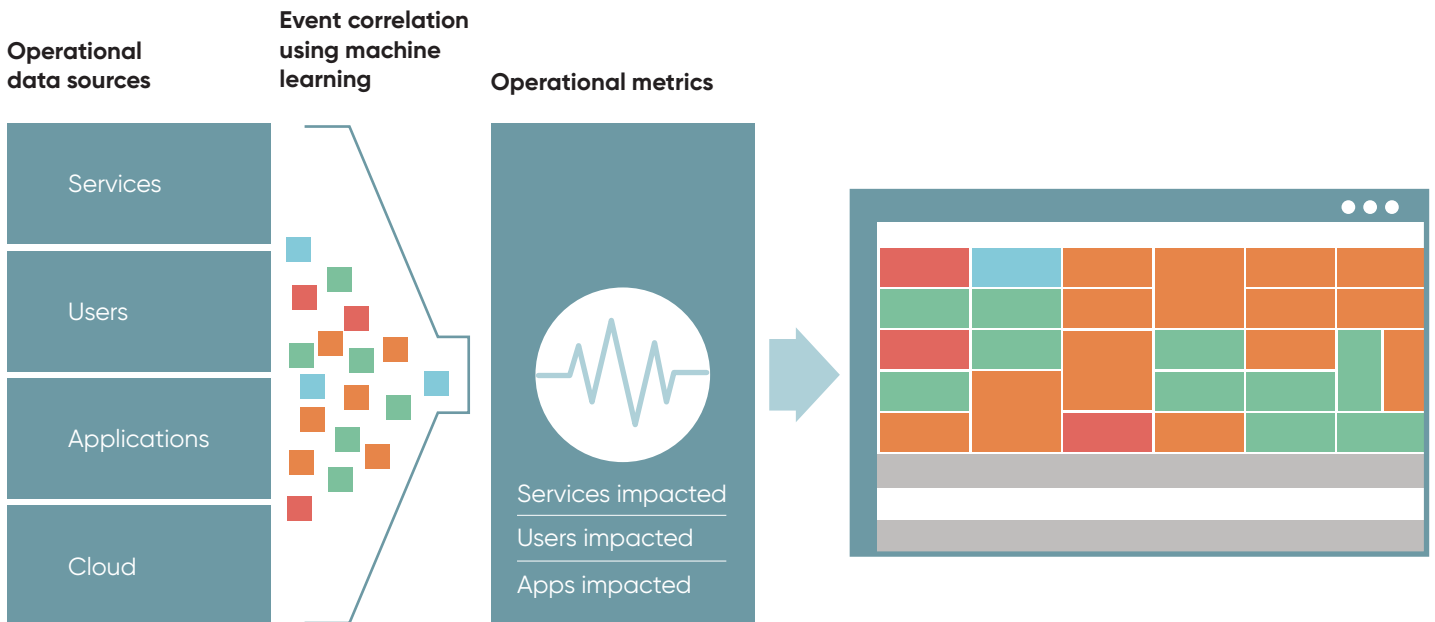 Operational
data sources
Event correlation
using machine
learning
Operational metrics
Services
Users
Applications
Cloud
Services impacted
Users impacted
Apps impacted